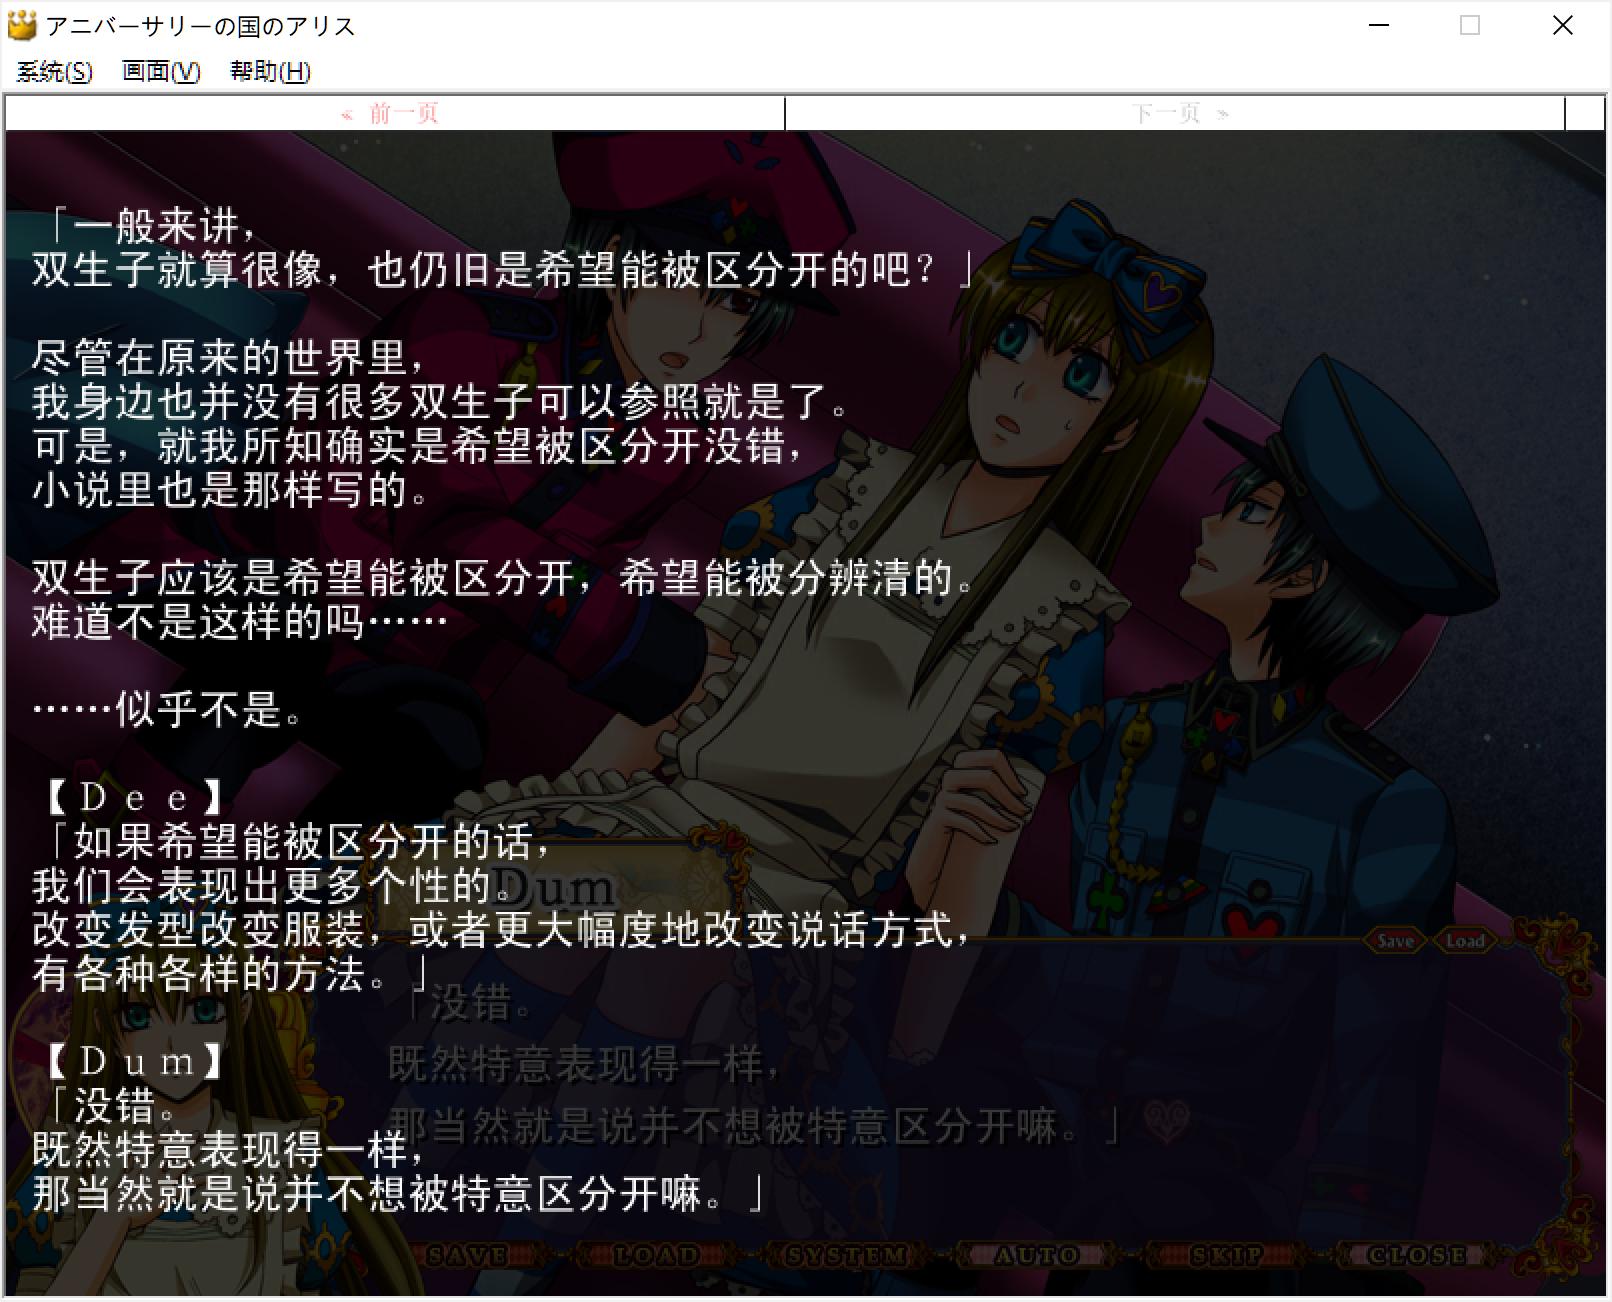 アニバーサリーの国のアリス
系统(S) 画面(V) 帮助(H)
« 前一页 下一页 »
「一般来讲，
双生子就算很像，也仍旧是希望能被区分开的吧？」
尽管在原来的世界里，
我身边也并没有很多双生子可以参照就是了。
可是，就我所知确实是希望被区分开没错，
小说里也是那样写的。
双生子应该是希望能被区分开，希望能被分辨清的。
难道不是这样的吗……
……似乎不是。
【Ｄｅｅ】
「如果希望能被区分开的话，
我们会表现出更多个性的。
改变发型改变服装，或者更大幅度地改变说话方式，
有各种各样的方法。」
【Ｄｕｍ】
「没错。
既然特意表现得一样，
那当然就是说并不想被特意区分开嘛。」
Dum
Save Load
「没错。
既然特意表现得一样，
那当然就是说并不想被特意区分开嘛。」
SAVE LOAD SYSTEM AUTO SKIP CLOSE